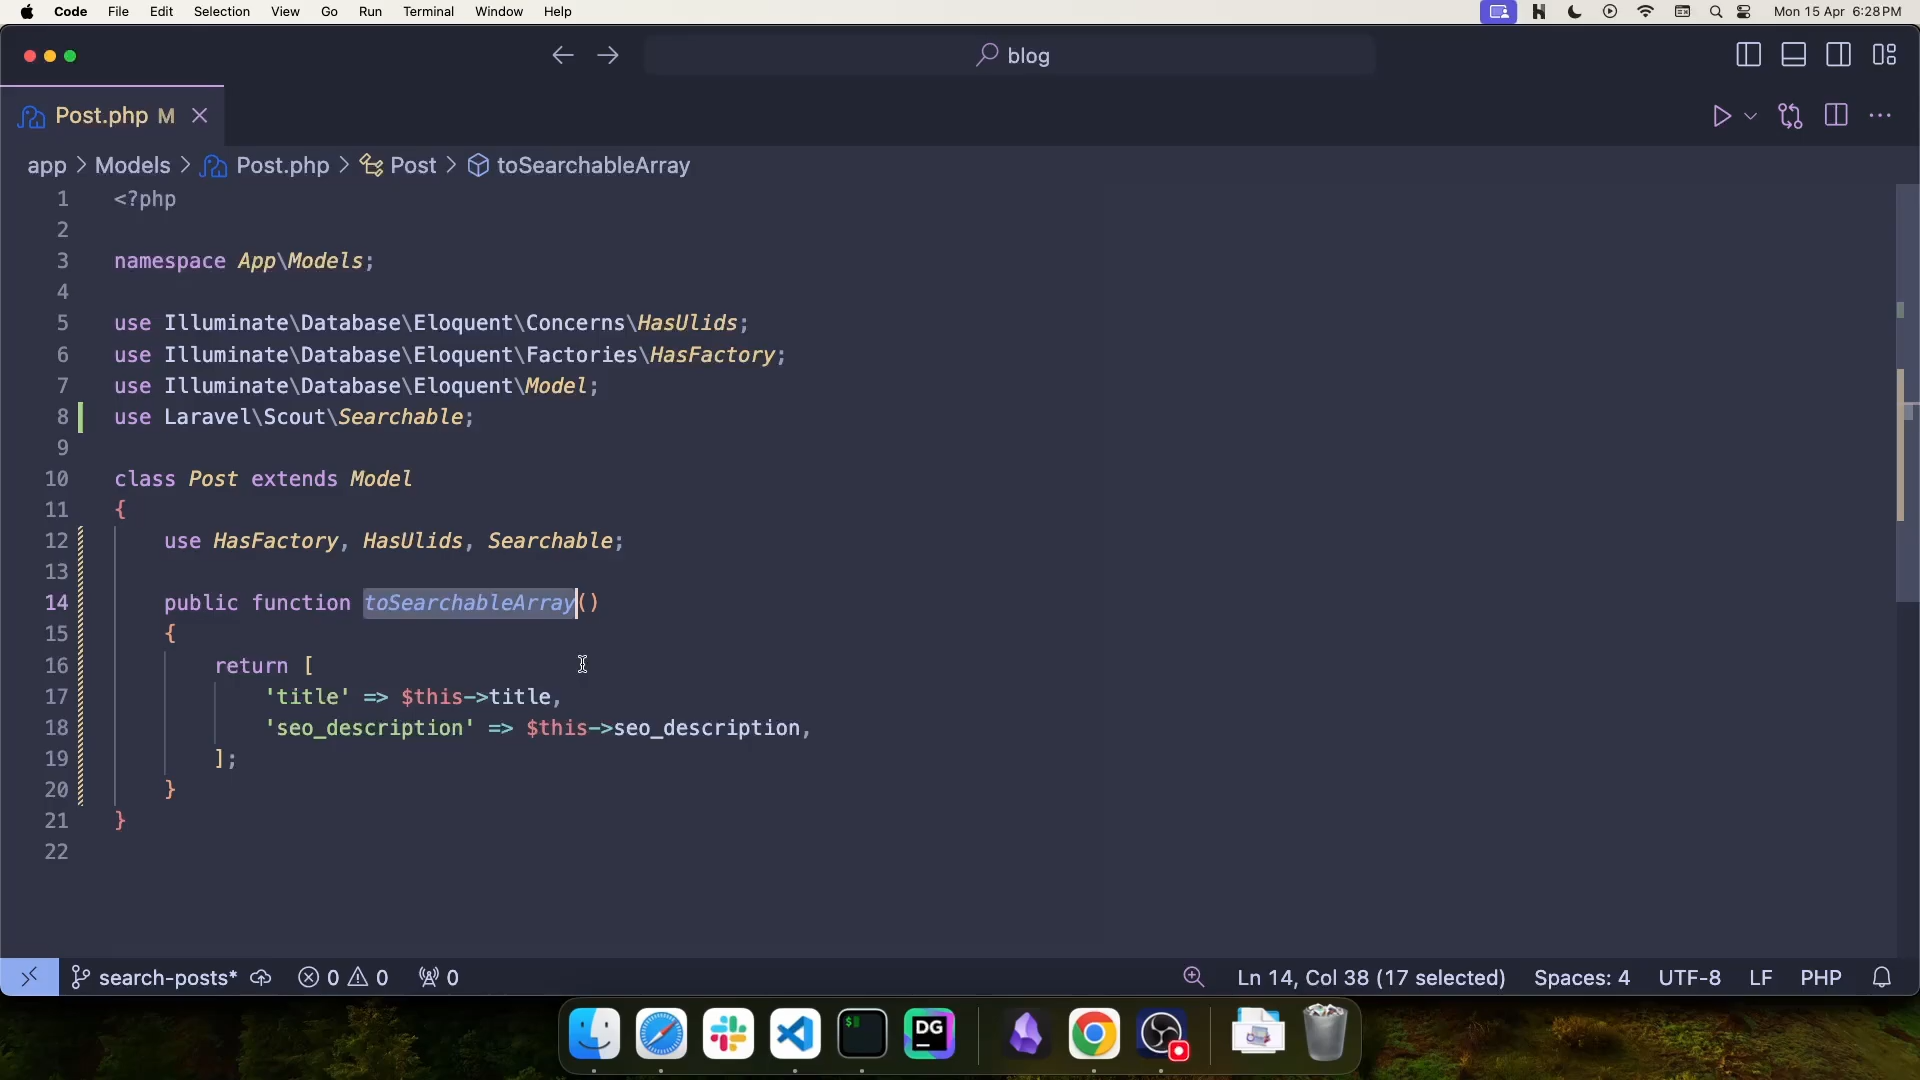 Code File Edit Selection View Go Run Terminal Window Help Mon 15 Apr 6:28 PM
blog
Post.php M
app > Models > Post.php > Post > toSearchableArray
1 <?php
2
3 namespace App\Models;
4
5 use Illuminate\Database\Eloquent\Concerns\HasUlids;
6 use Illuminate\Database\Eloquent\Factories\HasFactory;
7 use Illuminate\Database\Eloquent\Model;
8 use Laravel\Scout\Searchable;
9
10 class Post extends Model
11 {
12 use HasFactory, HasUlids, Searchable;
13
14 public function toSearchableArray()
15 {
16 return [
17 'title' => $this->title,
18 'seo_description' => $this->seo_description,
19 ];
20 }
21 }
22
search-posts* 0 0 0 Ln 14, Col 38 (17 selected) Spaces: 4 UTF-8 LF PHP
$ DG